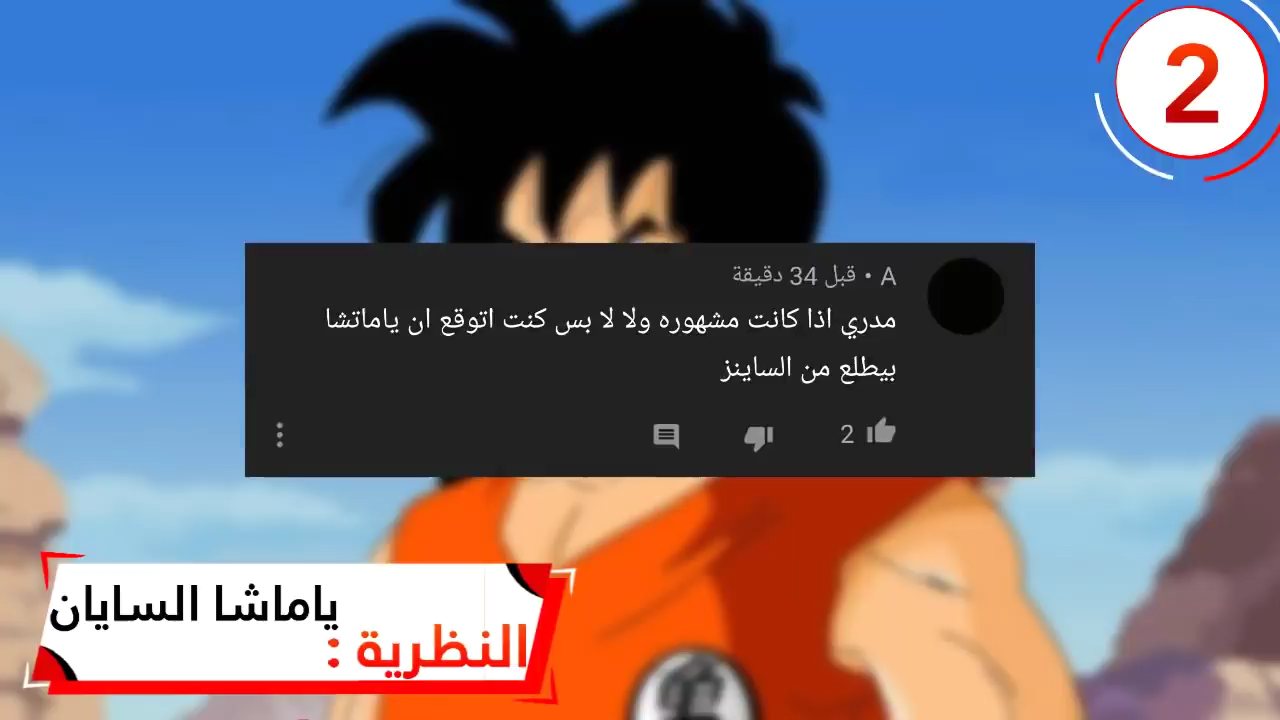 2
A • قبل 34 دقيقة
مدري اذا كانت مشهوره ولا لا بس كنت اتوقع ان ياماتشا
بيطلع من الساينز
2
ياماشا السايان
النظرية :